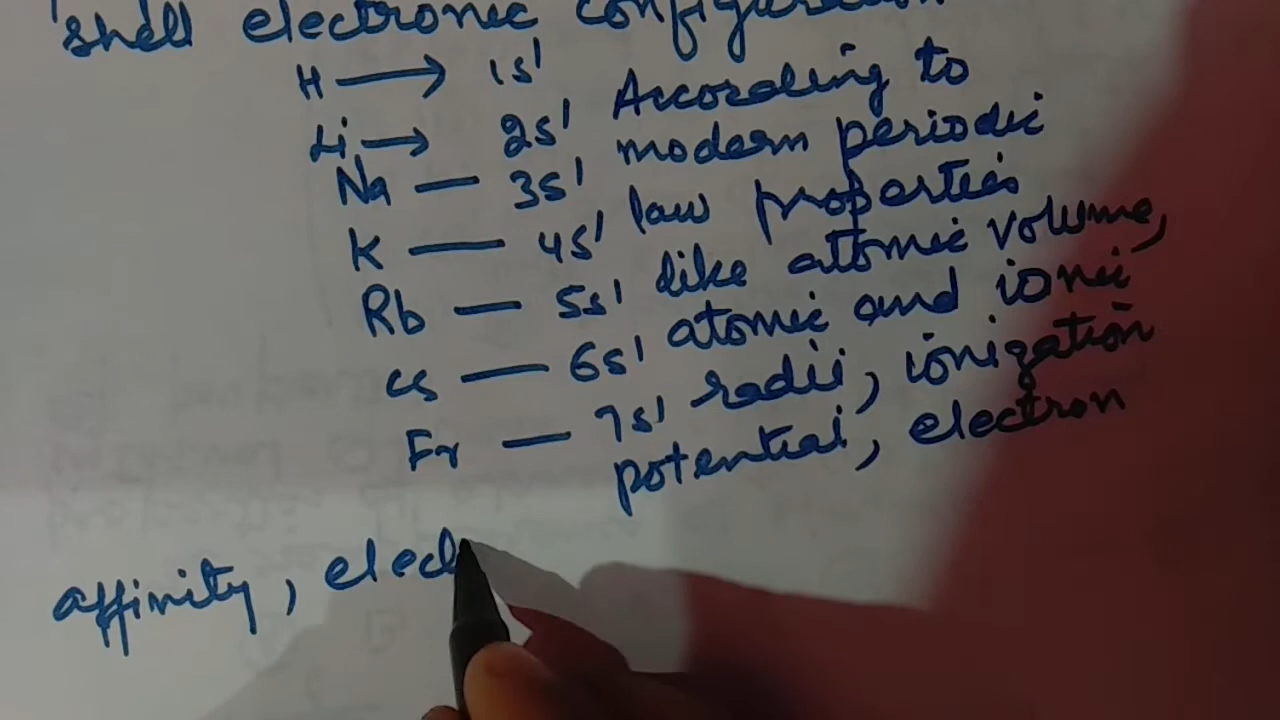 shell electronic configuration
H → 1s¹
Li → 2s¹
Na — 3s¹
K — 4s¹
Rb — 5s¹
Cs — 6s¹
Fr — 7s¹
According to
modern periodic
law properties
like atomic volume,
atomic and ionic
radii, ionization
potential, electron
affinity, elect